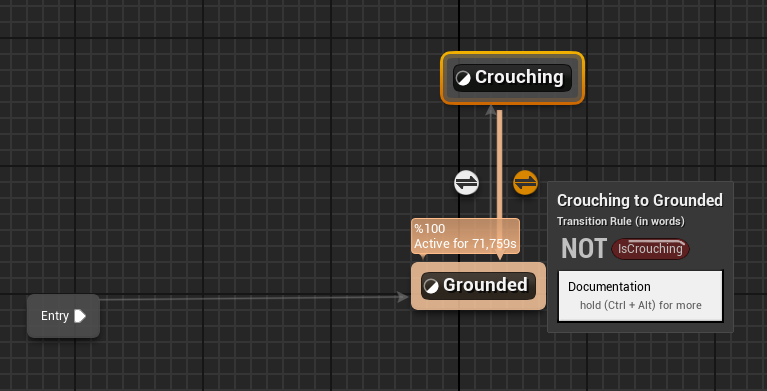 Crouching
Crouching to Grounded
Transition Rule (in words)
NOT IsCrouching
%100
Active for 71,759s
Documentation
hold (Ctrl + Alt) for more
Grounded
Entry